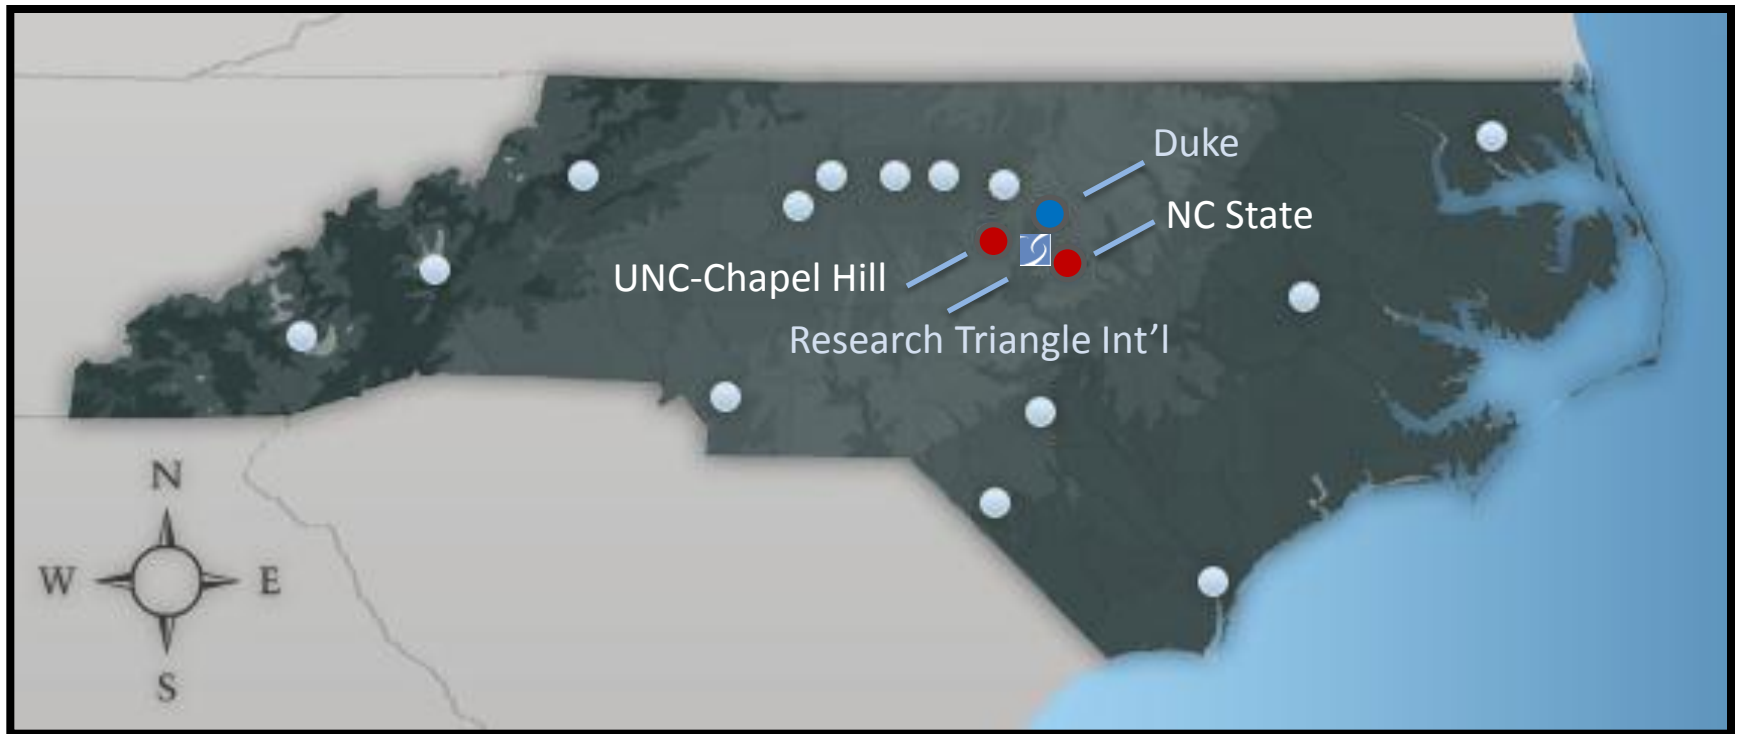 Duke
NC State
UNC-Chapel Hill
Research Triangle Int’l
N
W E
S